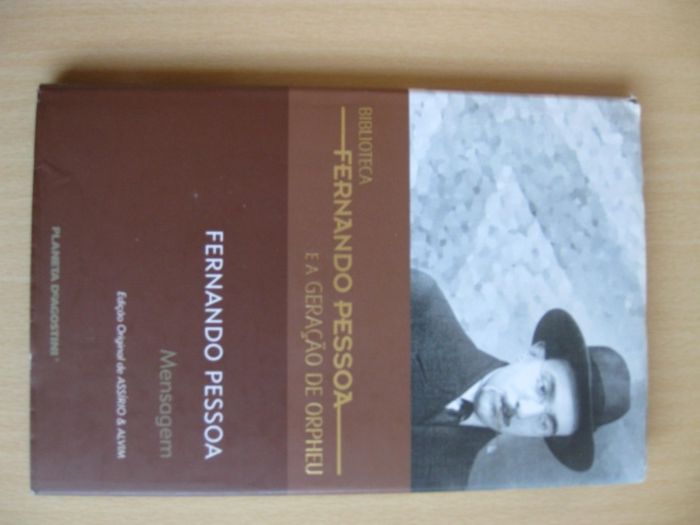 BIBLIOTECA
FERNANDO PESSOA
E A GERAÇÃO DE ORPHEU
FERNANDO PESSOA
Mensagem
Edição Original de ASSÍRIO & ALVIM
PLANETA DEAGOSTINI